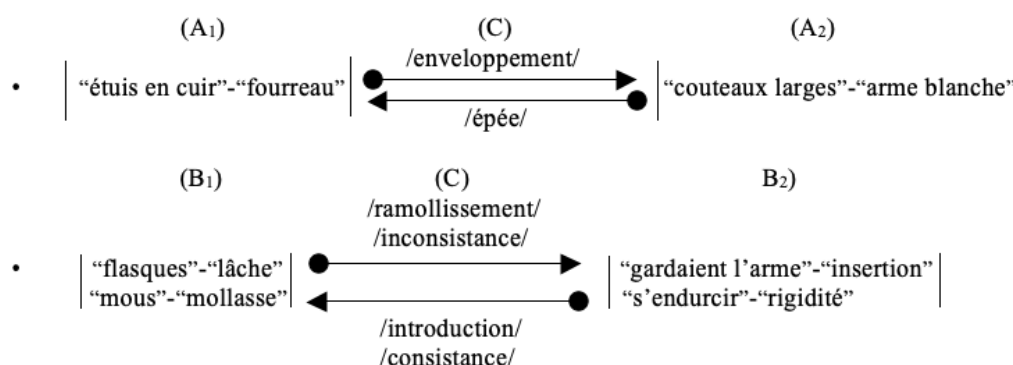 (A₁) (C) (A₂)
/enveloppement/
• “étuis en cuir”-“fourreau” “couteaux larges”-“arme blanche”
/épée/
(B₁) (C) B₂)
/ramollissement/
/inconsistance/
• “flasques”-“lâche” “gardaient l’arme”-“insertion”
“mous”-“mollasse” “s’endurcir”-“rigidité”
/introduction/
/consistance/